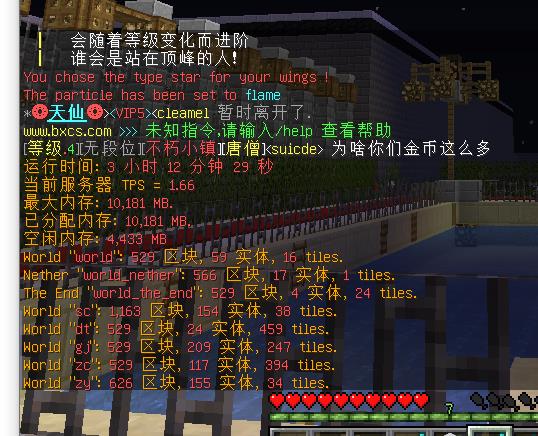 会随着等级变化而进阶
谁会是站在顶峰的人!
You chose the type star for your wings !
The particle has been set to flame
*❂天仙❂><VIP5><cleamel 暂时离开了.
www.bxcs.com >>> 未知指令,请输入/help 查看帮助
[等级.4][无段位][不朽小镇][唐僧]<suicde> 为啥你们金币这么多
运行时间: 3 小时 12 分钟 29 秒
当前服务器 TPS = 1.66
最大内存: 10,181 MB.
已分配内存: 10,181 MB.
空闲内存: 4,433 MB.
World "world": 529 区块, 59 实体, 16 tiles.
Nether "world_nether": 566 区块, 17 实体, 1 tiles.
The End "world_the_end": 529 区块, 4 实体, 24 tiles.
World "sc": 1,163 区块, 154 实体, 38 tiles.
World "dt": 529 区块, 24 实体, 459 tiles.
World "gj": 529 区块, 209 实体, 247 tiles.
World "zc": 529 区块, 117 实体, 394 tiles.
World "zy": 626 区块, 155 实体, 34 tiles.
7